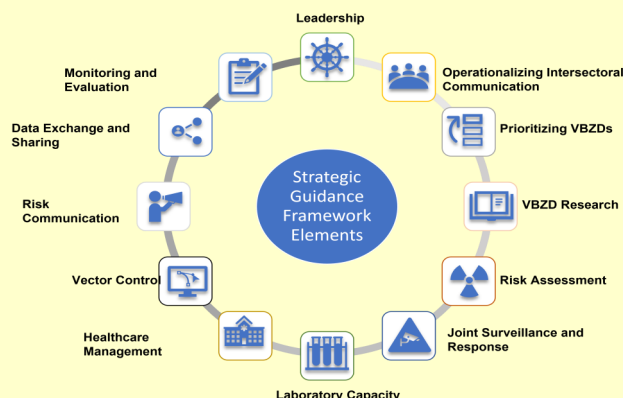 Leadership
Operationalizing Intersectoral
Communication
Prioritizing VBZDs
VBZD Research
Risk Assessment
Joint Surveillance and
Response
Laboratory Capacity
Healthcare
Management
Vector Control
Risk
Communication
Data Exchange and
Sharing
Monitoring and
Evaluation
Strategic
Guidance
Framework
Elements